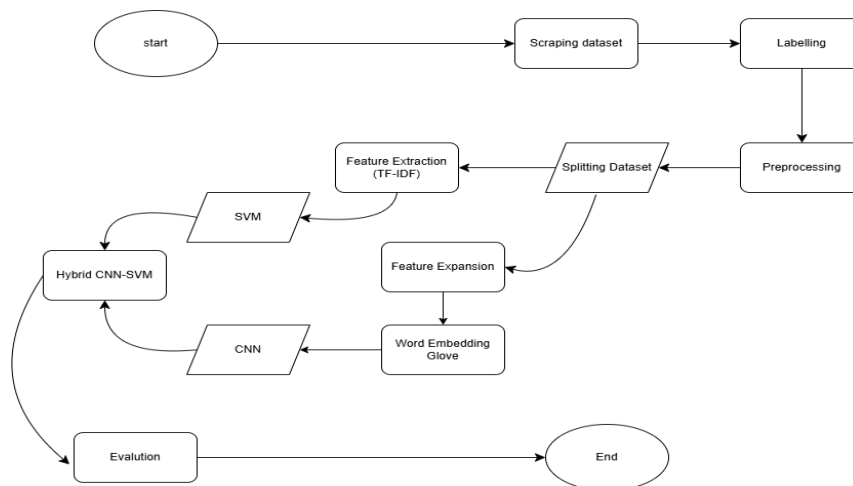 start
Scraping dataset
Labelling
Preprocessing
Splitting Dataset
Feature Extraction
(TF-IDF)
SVM
Feature Expansion
Hybrid CNN-SVM
Word Embedding
Glove
CNN
Evalution
End